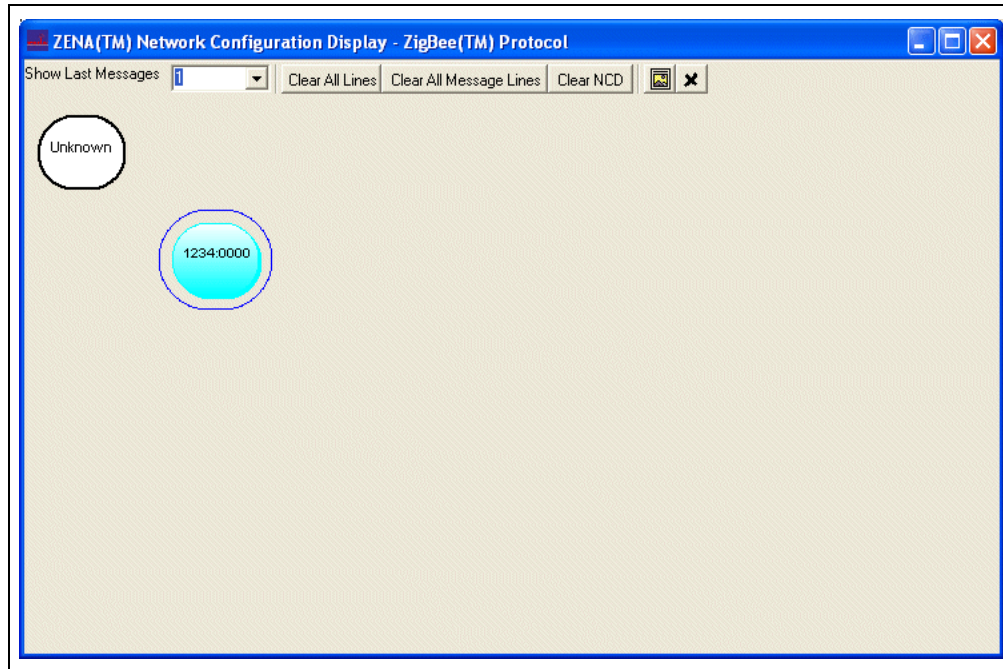 ZENA(TM) Network Configuration Display - ZigBee(TM) Protocol
Show Last Messages 1 Clear All Lines Clear All Message Lines Clear NCD
Unknown
1234:0000